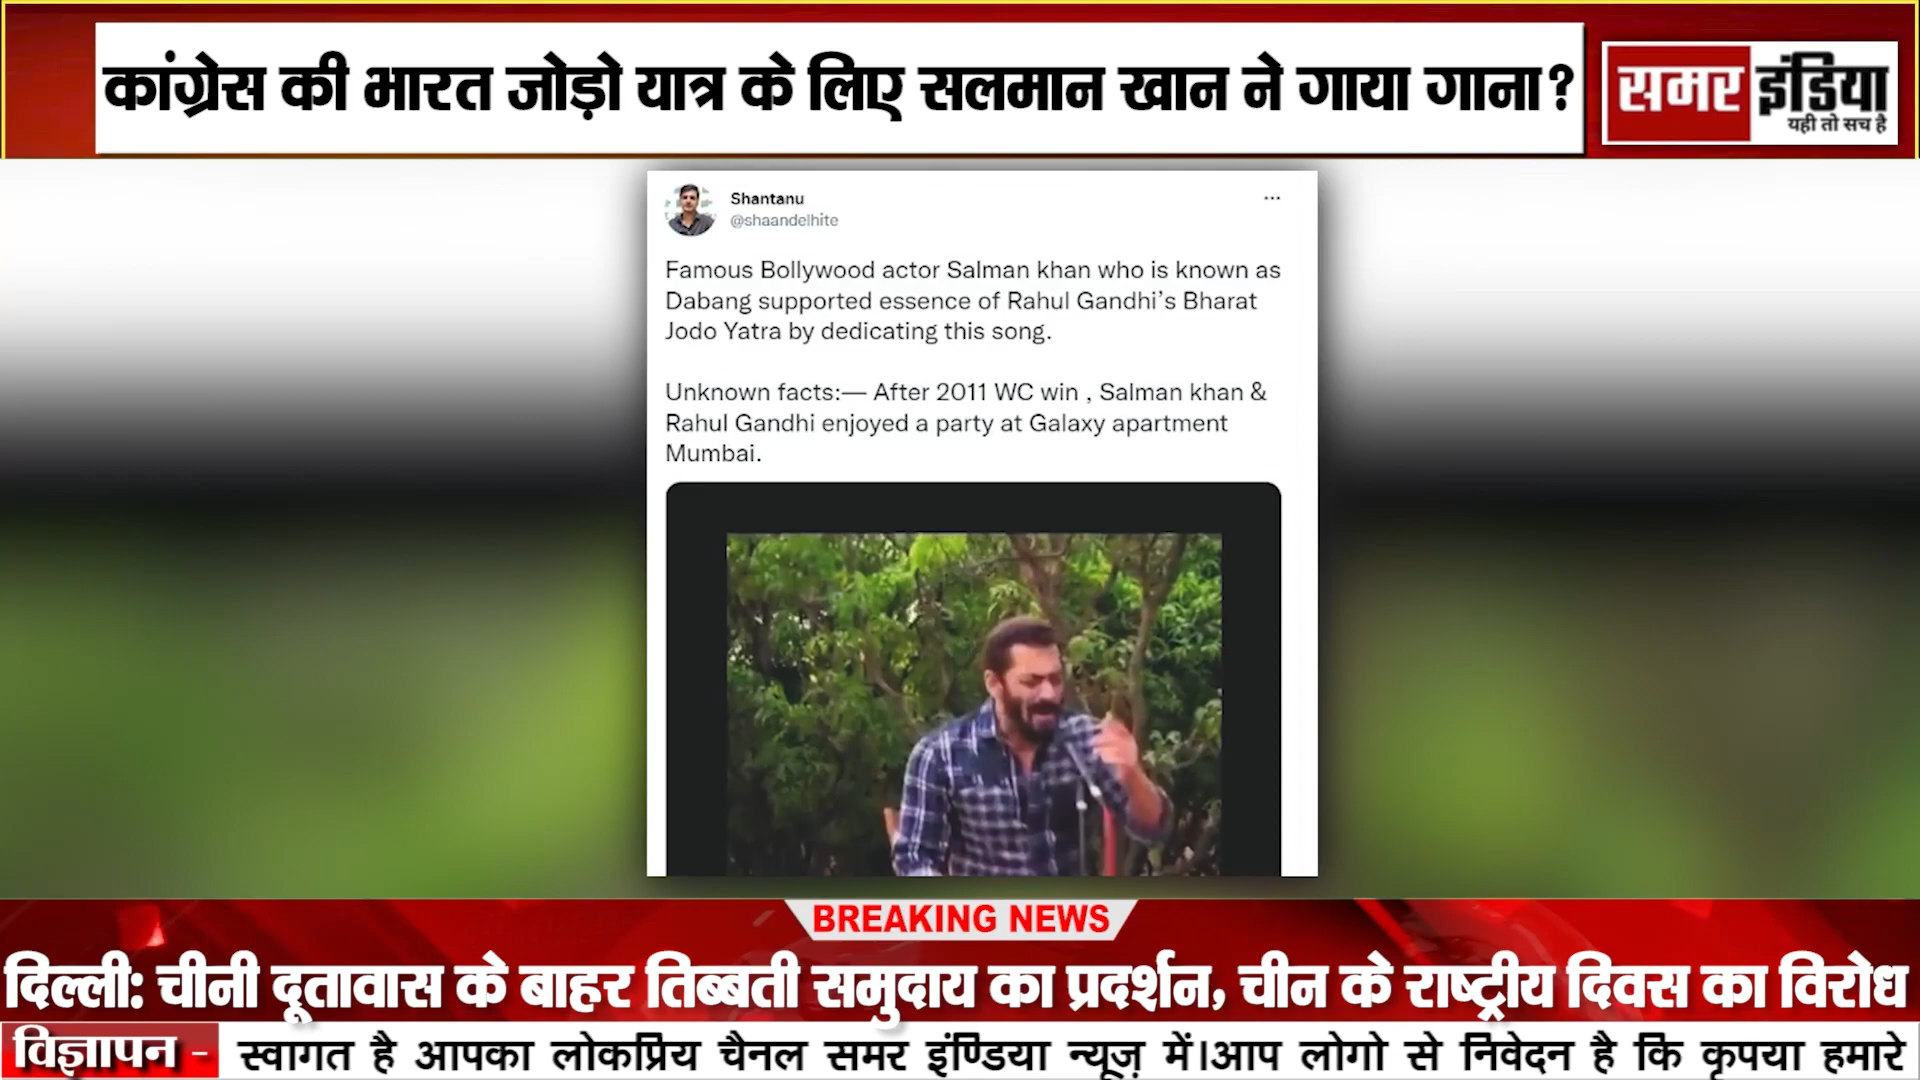 कांग्रेस की भारत जोड़ो यात्र के लिए सलमान खान ने गाया गाना?
समर इंडिया
यही तो सच है
Shantanu
@shaandelhite
Famous Bollywood actor Salman khan who is known as
Dabang supported essence of Rahul Gandhi’s Bharat
Jodo Yatra by dedicating this song.
Unknown facts:— After 2011 WC win , Salman khan &
Rahul Gandhi enjoyed a party at Galaxy apartment
Mumbai.
BREAKING NEWS
दिल्ली: चीनी दूतावास के बाहर तिब्बती समुदाय का प्रदर्शन, चीन के राष्ट्रीय दिवस का विरोध
विज्ञापन - स्वागत है आपका लोकप्रिय चैनल समर इंण्डिया न्यूज़ में।आप लोगो से निवेदन है कि कृपया हमारे